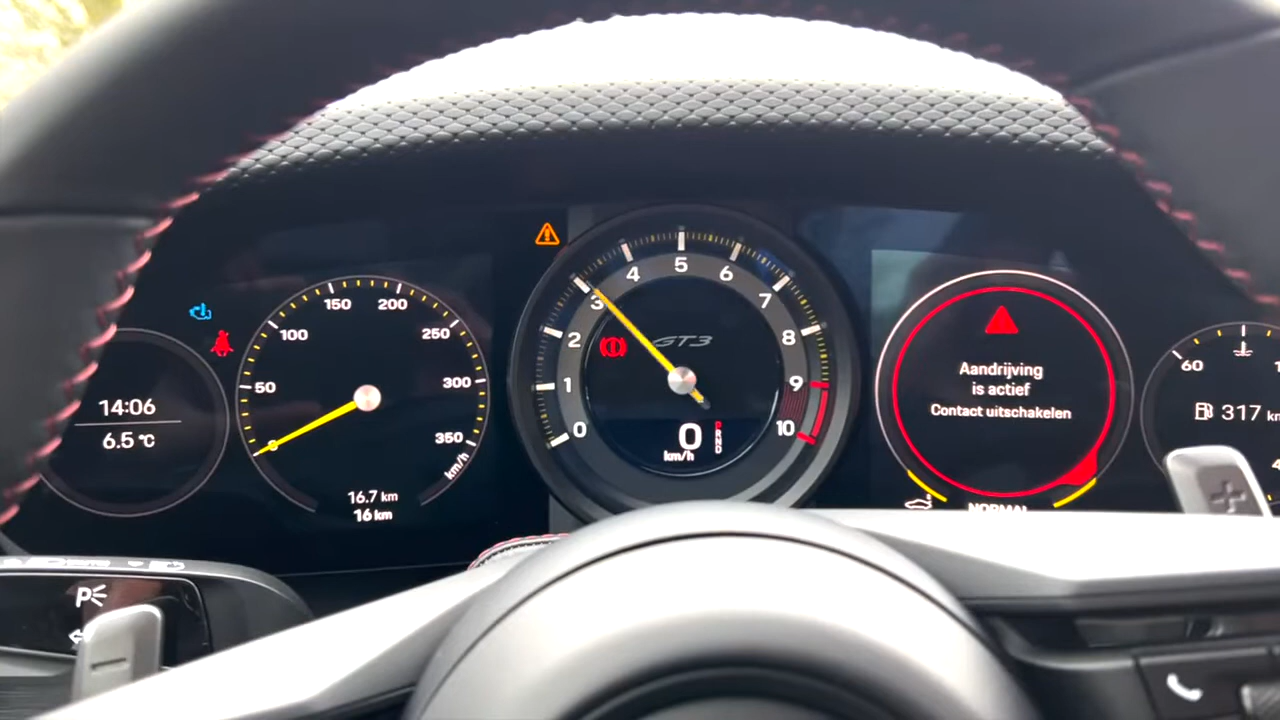 14:06
6.5 °C
0
50
100
150
200
250
300
350
km/h
16.7 km
16 km
0
1
2
3
4
5
6
7
8
9
10
GT3
0
km/h
P
R
N
D
Aandrijving
is actief
Contact uitschakelen
NORMAL
60
317 km
P